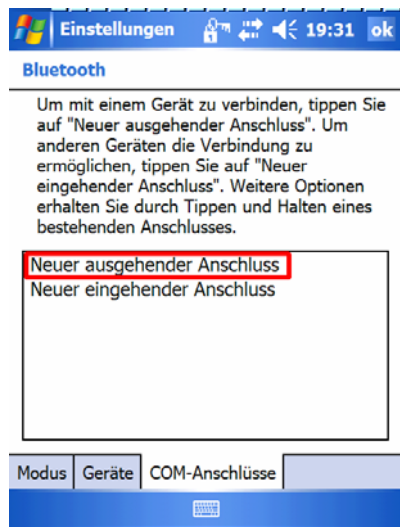 Einstellungen 19:31 ok
Bluetooth
Um mit einem Gerät zu verbinden, tippen Sie
auf "Neuer ausgehender Anschluss". Um
anderen Geräten die Verbindung zu
ermöglichen, tippen Sie auf "Neuer
eingehender Anschluss". Weitere Optionen
erhalten Sie durch Tippen und Halten eines
bestehenden Anschlusses.
Neuer ausgehender Anschluss
Neuer eingehender Anschluss
Modus Geräte COM-Anschlüsse